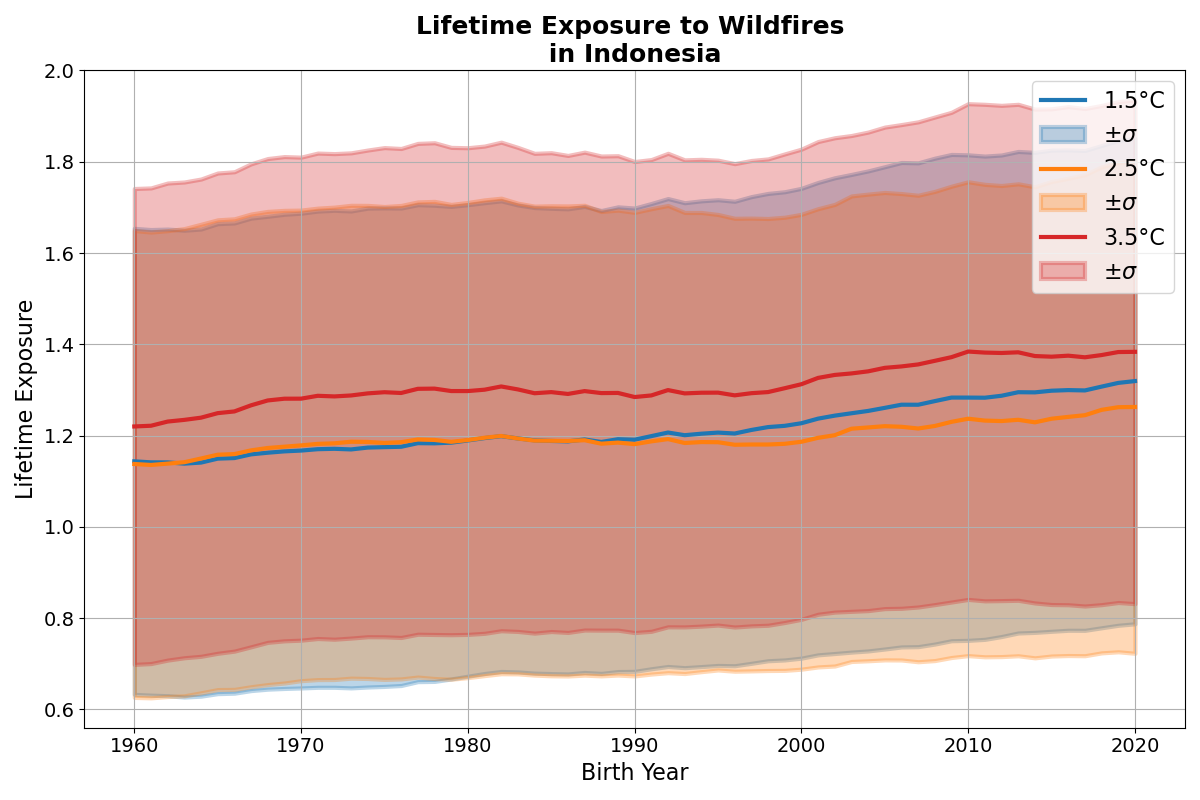 Lifetime Exposure to Wildfires
in Indonesia
2.0
1.8
1.6
1.4
1.2
1.0
0.8
0.6
Lifetime Exposure
1.5°C
±σ
2.5°C
±σ
3.5°C
±σ
1960
1970
1980
1990
2000
2010
2020
Birth Year